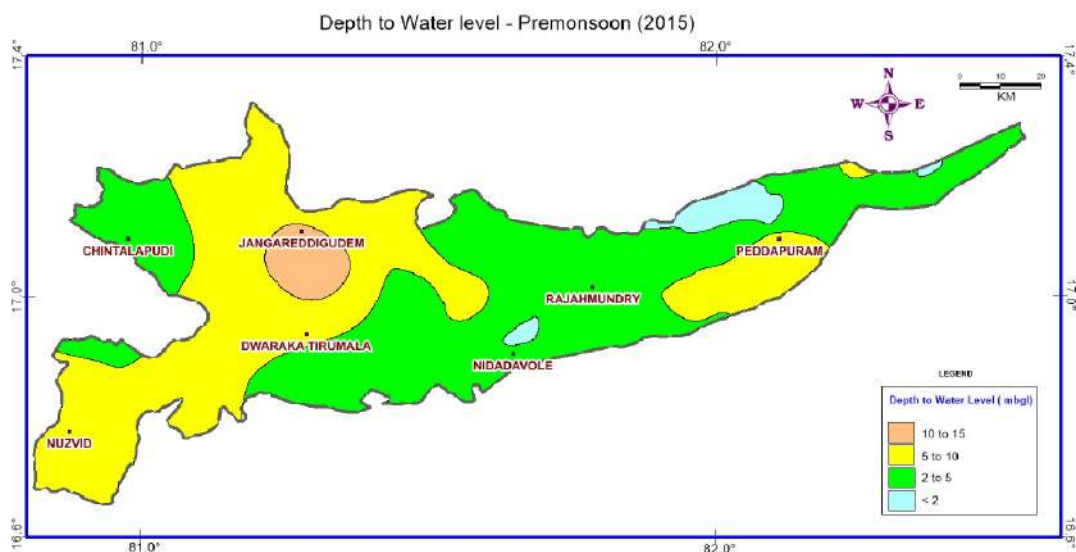 Depth to Water level - Premonsoon (2015)
81.0°
82.0°
17.4°
17.4°
N
W E
S
0 10 20
KM
CHINTALAPUDI
JANGAREDDIGUDEM
PEDDAPURAM
17.0°
17.0°
RAJAHMUNDRY
DWARAKA TIRUMALA
NIDADAVOLE
NUZVID
LEGEND
Depth to Water Level ( mbgl)
10 to 15
5 to 10
2 to 5
< 2
16.6°
16.6°
81.0°
82.0°